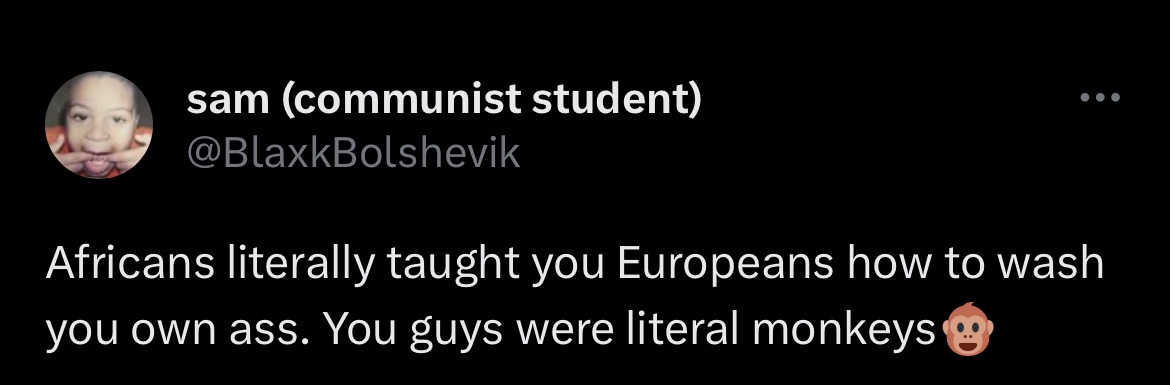 sam (communist student)
@BlaxkBolshevik
Africans literally taught you Europeans how to wash
you own ass. You guys were literal monkeys🐵